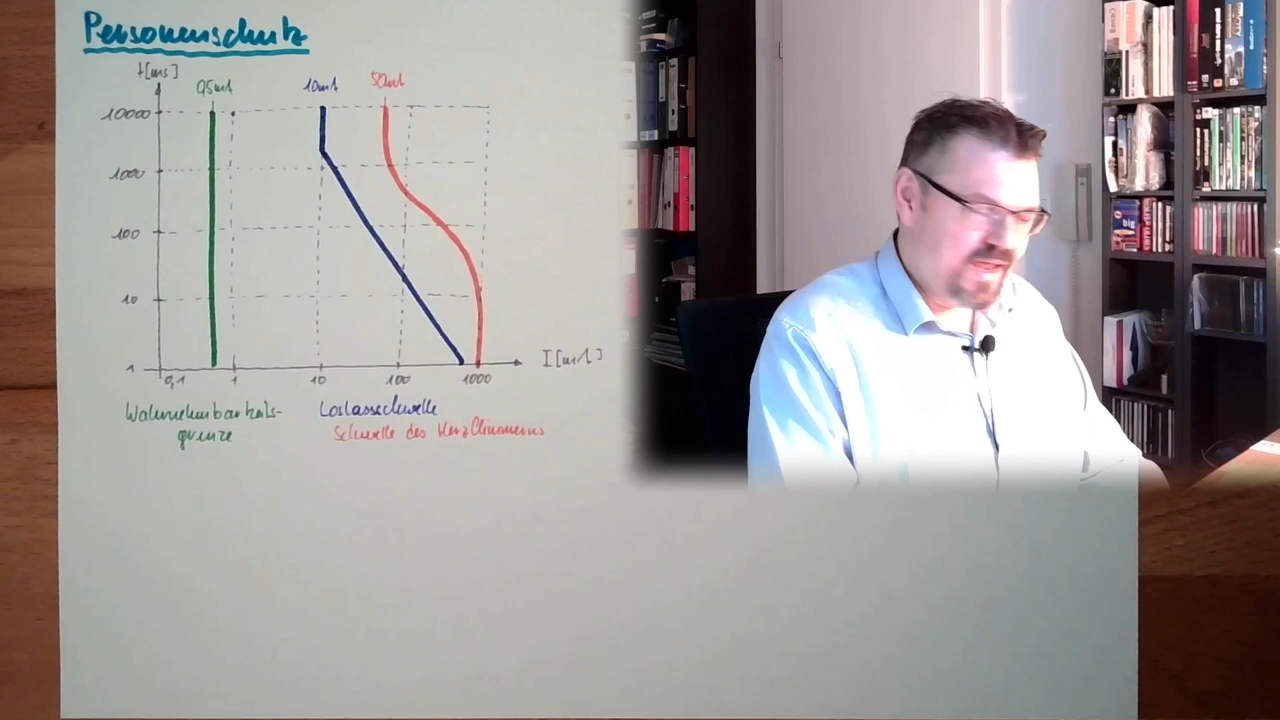 Personenschutz
t[ms]
0,5mA 10mA 50mA
10000
1000
100
10
1
0,1 1 10 100 1000 I[mA]
Wahrnehmbarkeits-
grenze
Loslassschwelle
Schwelle des Herzflimmerns
big